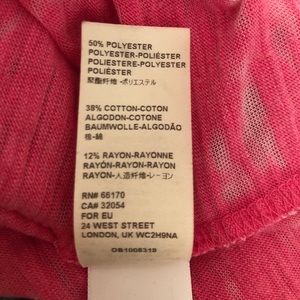 50% POLYESTER
POLYESTER-POLIÉSTER
POLIESTERE-POLYESTER
POLIÉSTER
聚酯纤维 -ポリエステル
38% COTTON-COTON
ALGODON-COTONE
BAUMWOLLE-ALGODÃO
棉-綿
12% RAYON-RAYONNE
RAYÓN-RAYON-RAYON
RAYON-人造纤维-レーヨン
RN# 66170
CA# 32054
FOR EU
24 WEST STREET
LONDON, UK WC2H9NA
OB1008318